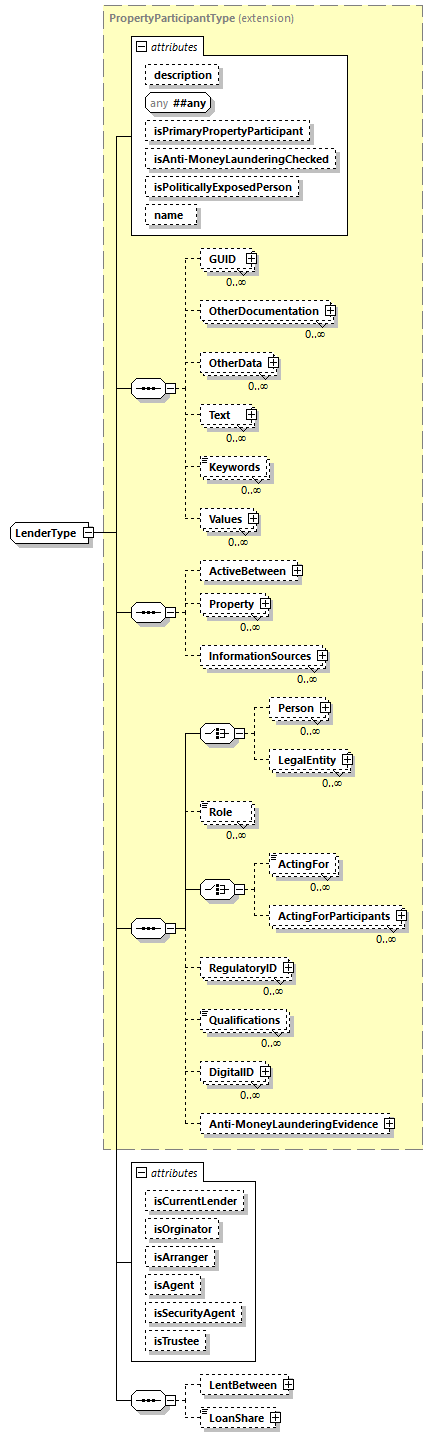 PropertyParticipantType (extension)
attributes
description
any ##any
isPrimaryPropertyParticipant
isAnti-MoneyLaunderingChecked
isPoliticallyExposedPerson
name
GUID
0..∞
OtherDocumentation
0..∞
OtherData
0..∞
Text
0..∞
Keywords
0..∞
Values
0..∞
LenderType
ActiveBetween
Property
0..∞
InformationSources
0..∞
Person
0..∞
LegalEntity
0..∞
Role
0..∞
ActingFor
0..∞
ActingForParticipants
0..∞
RegulatoryID
0..∞
Qualifications
0..∞
DigitalID
0..∞
Anti-MoneyLaunderingEvidence
attributes
isCurrentLender
isOrginator
isArranger
isAgent
isSecurityAgent
isTrustee
LentBetween
LoanShare